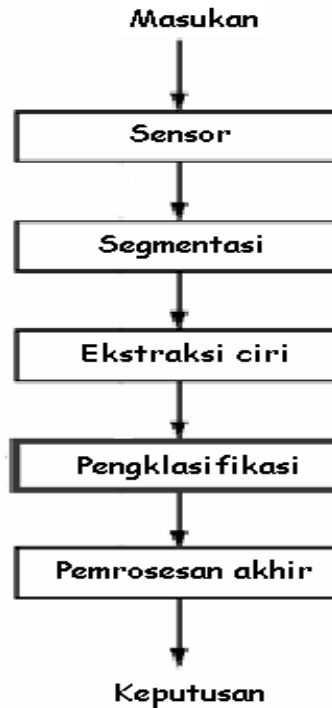 Masukan
Sensor
Segmentasi
Ekstraksi ciri
Pengklasifikasi
Pemrosesan akhir
Keputusan